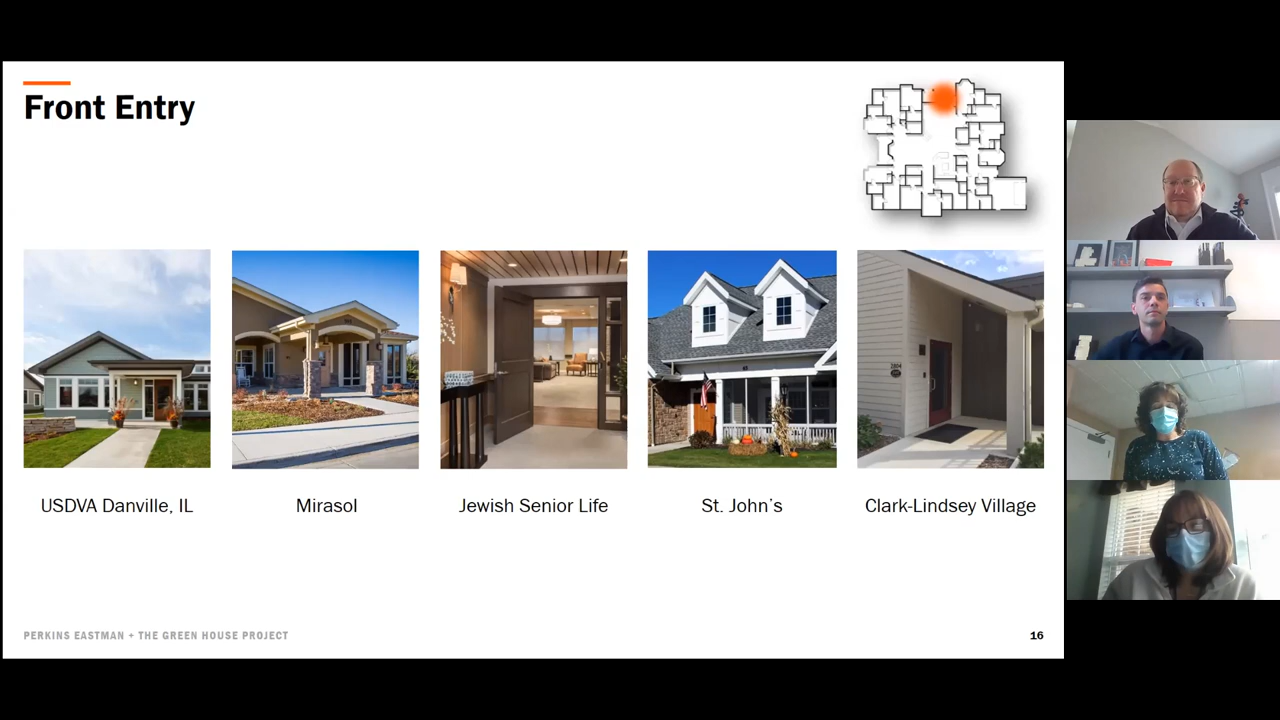 Front Entry
USDVA Danville, IL
Mirasol
Jewish Senior Life
St. John's
Clark-Lindsey Village
PERKINS EASTMAN + THE GREEN HOUSE PROJECT
16